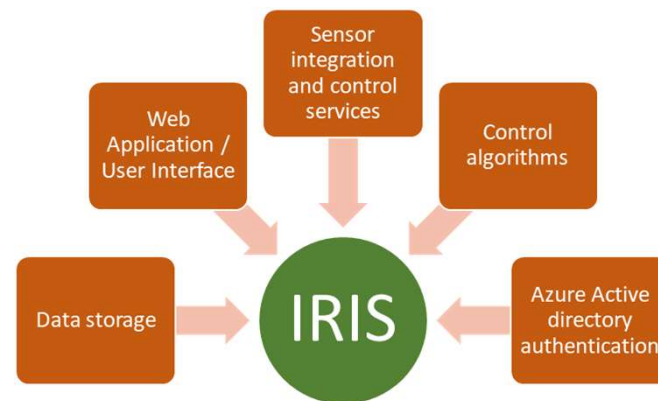 Sensor
integration
and control
services
Web
Application /
User Interface
Control
algorithms
Data storage
IRIS
Azure Active
directory
authentication